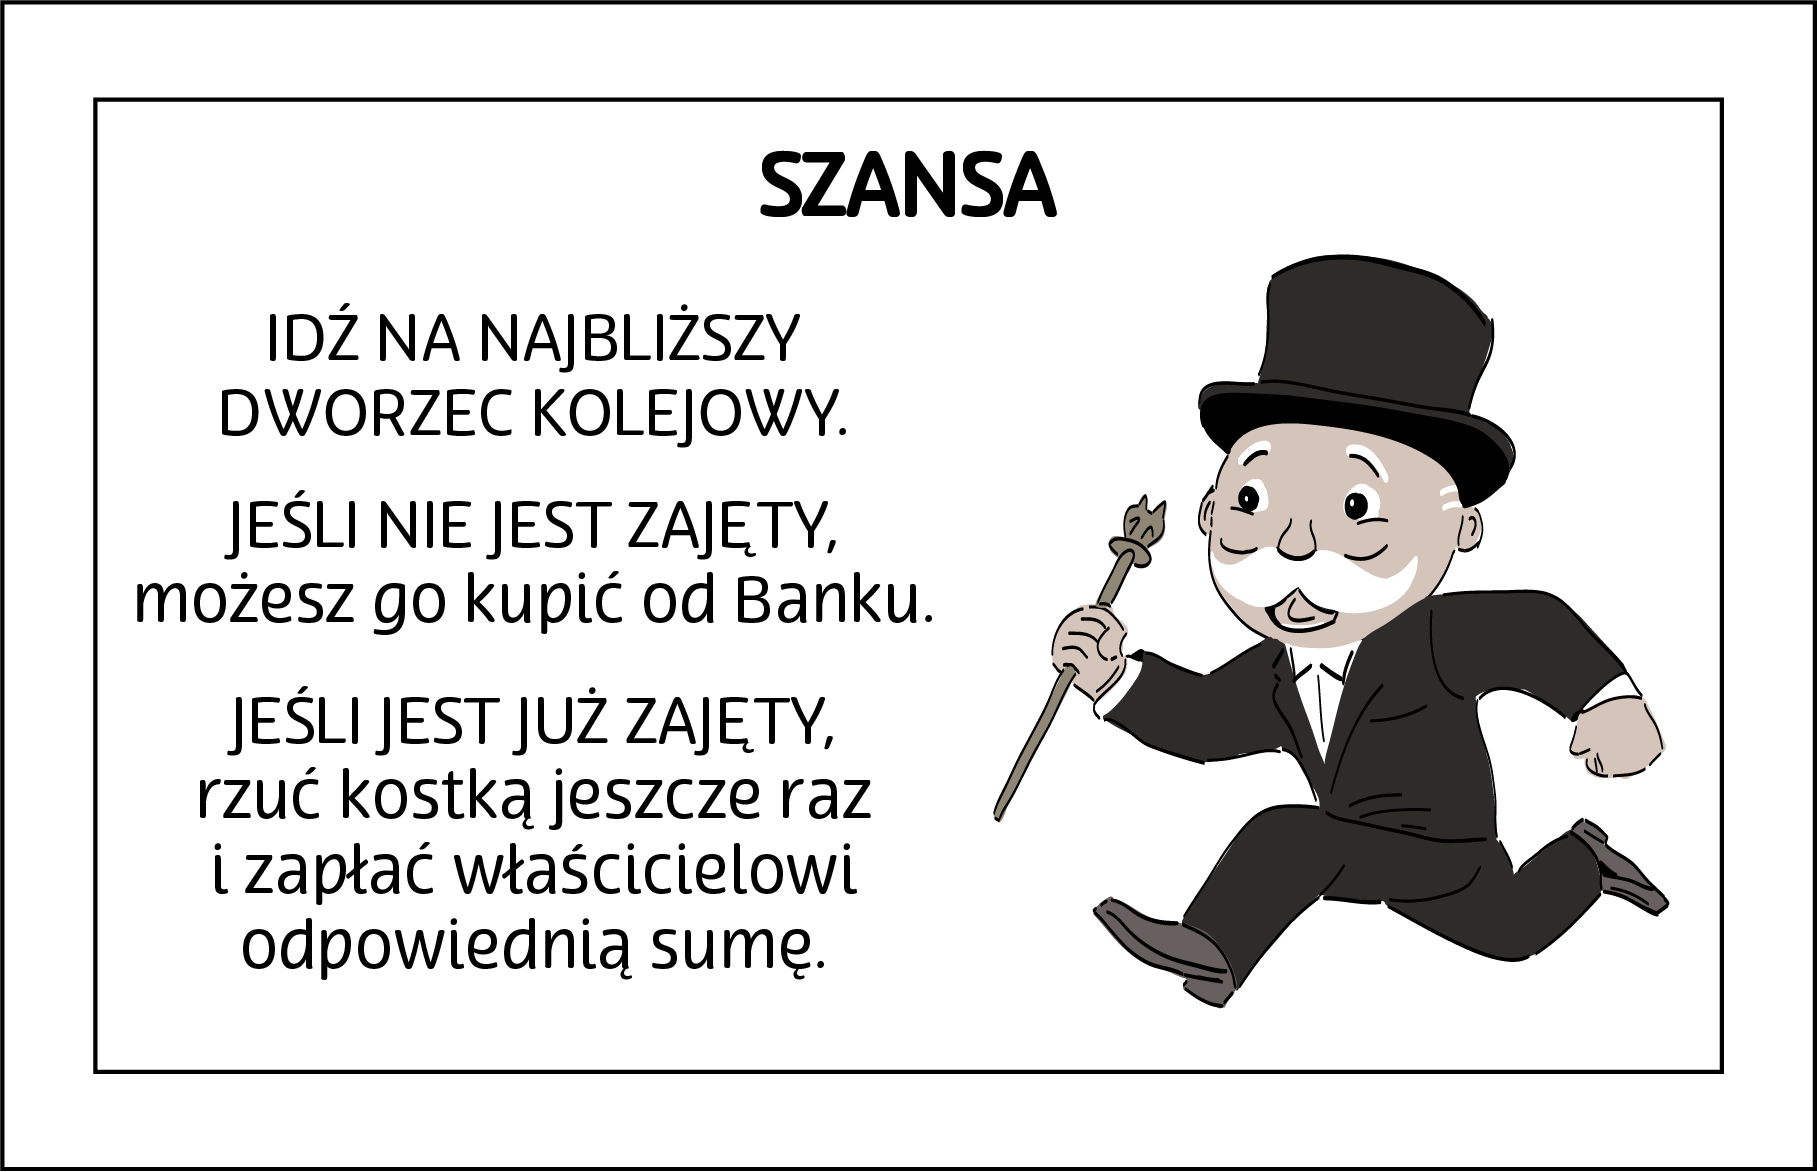 SZANSA
IDŹ NA NAJBLIŻSZY
DWORZEC KOLEJOWY.
JEŚLI NIE JEST ZAJĘTY,
możesz go kupić od Banku.
JEŚLI JEST JUŻ ZAJĘTY,
rzuć kostką jeszcze raz
i zapłać właścicielowi
odpowiednią sumę.